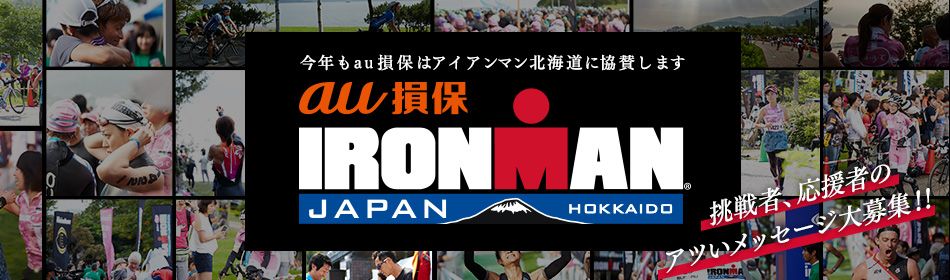 今年もau損保はアイアンマン北海道に協賛します
au損保
IRONMAN®
JAPAN HOKKAIDO
挑戦者、応援者の
アツいメッセージ大募集!!
IRONMAN